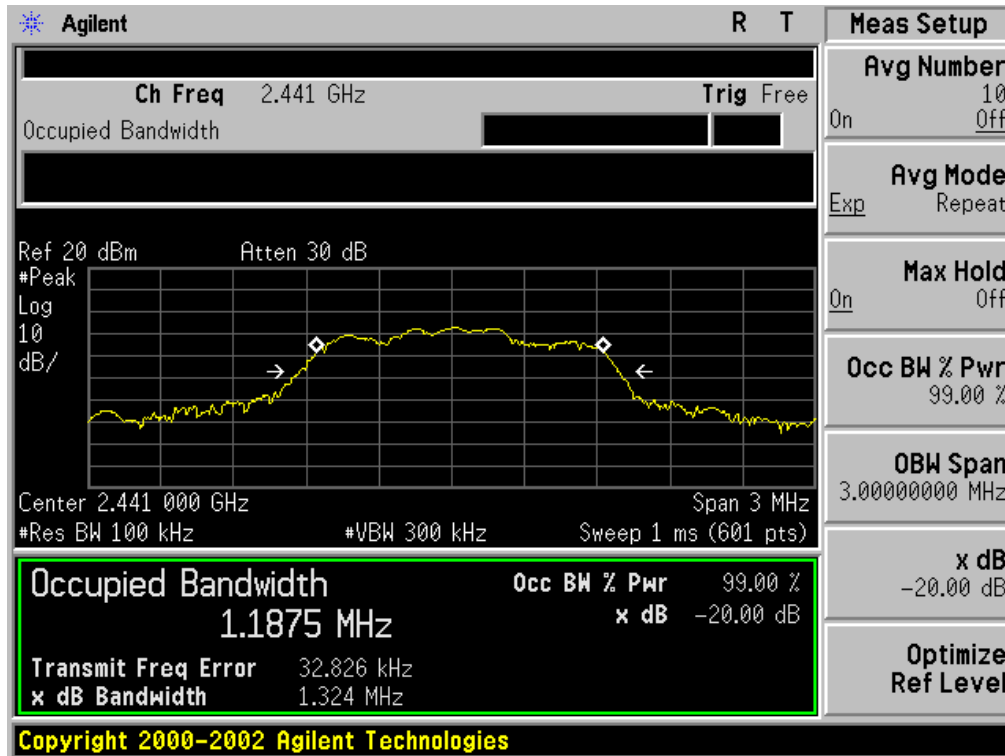 Agilent R T Meas Setup
Ch Freq 2.441 GHz Trig Free
Occupied Bandwidth
Ref 20 dBm Atten 30 dB
#Peak
Log
10
dB/
Center 2.441 000 GHz Span 3 MHz
#Res BW 100 kHz #VBW 300 kHz Sweep 1 ms (601 pts)
Occupied Bandwidth
1.1875 MHz
Occ BW % Pwr 99.00 %
x dB -20.00 dB
Transmit Freq Error 32.826 kHz
x dB Bandwidth 1.324 MHz
Avg Number
10
On Off
Avg Mode
Exp Repeat
Max Hold
On Off
Occ BW % Pwr
99.00 %
OBW Span
3.00000000 MHz
x dB
-20.00 dB
Optimize
Ref Level
Copyright 2000-2002 Agilent Technologies